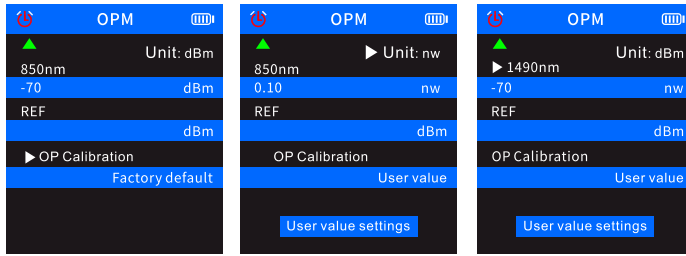 OPM
Unit: dBm
850nm
-70 dBm
REF
dBm
OP Calibration
Factory default
OPM
Unit: nw
850nm
0.10 nw
REF
dBm
OP Calibration
User value
User value settings
OPM
Unit: dBm
1490nm
-70 nw
REF
dBm
OP Calibration
User value
User value settings